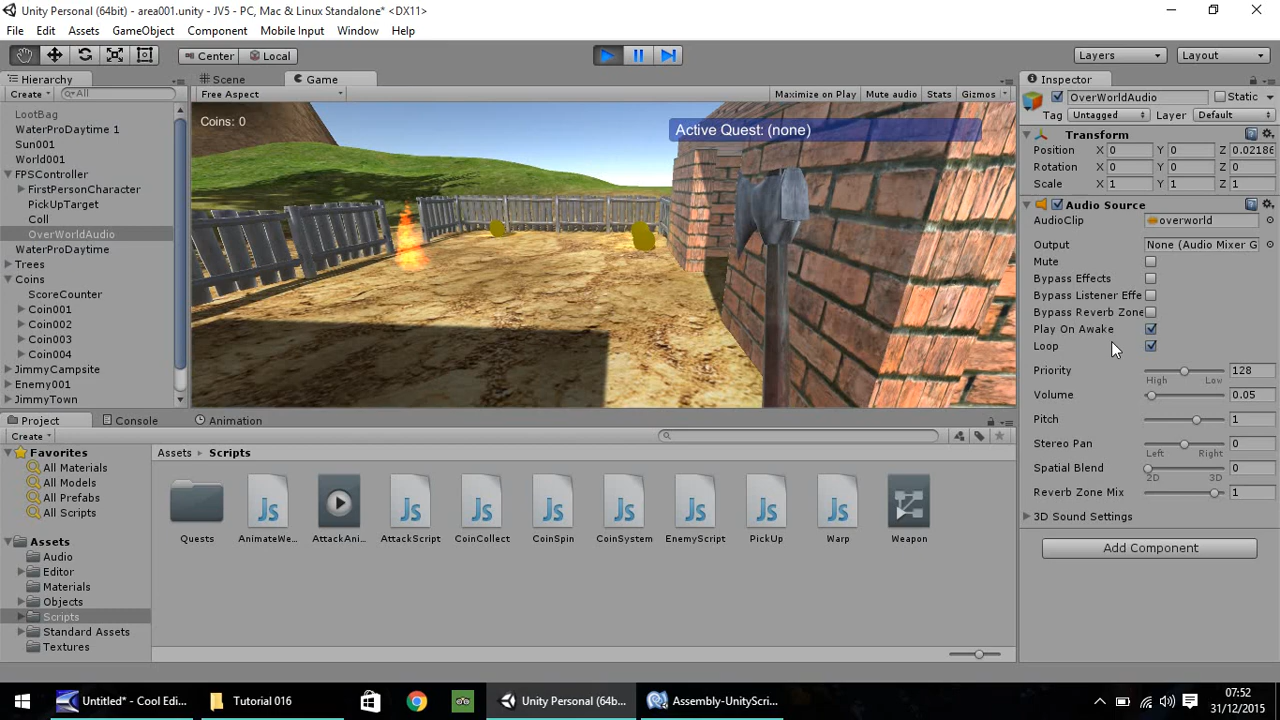 Unity Personal (64bit) - area001.unity - JV5 - PC, Mac & Linux Standalone* <DX11>
File Edit Assets GameObject Component Mobile Input Window Help
Center Local Layers Layout
Hierarchy
Create All
LootBag
WaterProDaytime 1
Sun001
World001
FPSController
FirstPersonCharacter
PickUpTarget
Coll
OverWorldAudio
WaterProDaytime
Trees
Coins
ScoreCounter
Coin001
Coin002
Coin003
Coin004
JimmyCampsite
Enemy001
JimmyTown
Scene Game
Free Aspect Maximize on Play Mute audio Stats Gizmos
Coins: 0
Active Quest: (none)
Inspector
OverWorldAudio Static
Tag Untagged Layer Default
Transform
Position X 0 Y 0 Z 0.02186
Rotation X 0 Y 0 Z 0
Scale X 1 Y 1 Z 1
Audio Source
AudioClip overworld
Output None (Audio Mixer G
Mute
Bypass Effects
Bypass Listener Effe
Bypass Reverb Zone
Play On Awake
Loop
Priority 128
High Low
Volume 0.05
Pitch 1
Stereo Pan 0
Left Right
Spatial Blend 0
2D 3D
Reverb Zone Mix 1
3D Sound Settings
Add Component
Project Console Animation
Create
Favorites
All Materials
All Models
All Prefabs
All Scripts
Assets
Audio
Editor
Materials
Objects
Scripts
Standard Assets
Textures
Assets Scripts
Js Js Js Js Js Js Js Js
Quests AnimateWe... AttackAni... AttackScript CoinCollect CoinSpin CoinSystem EnemyScript PickUp Warp Weapon
Untitled* - Cool Edi... Tutorial 016 Unity Personal (64b... Assembly-UnityScri...
07:52
31/12/2015